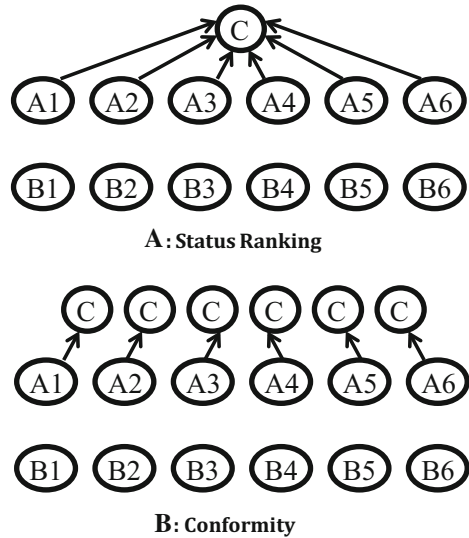 C
A1 A2 A3 A4 A5 A6
B1 B2 B3 B4 B5 B6
A: Status Ranking
C C C C C C
A1 A2 A3 A4 A5 A6
B1 B2 B3 B4 B5 B6
B: Conformity